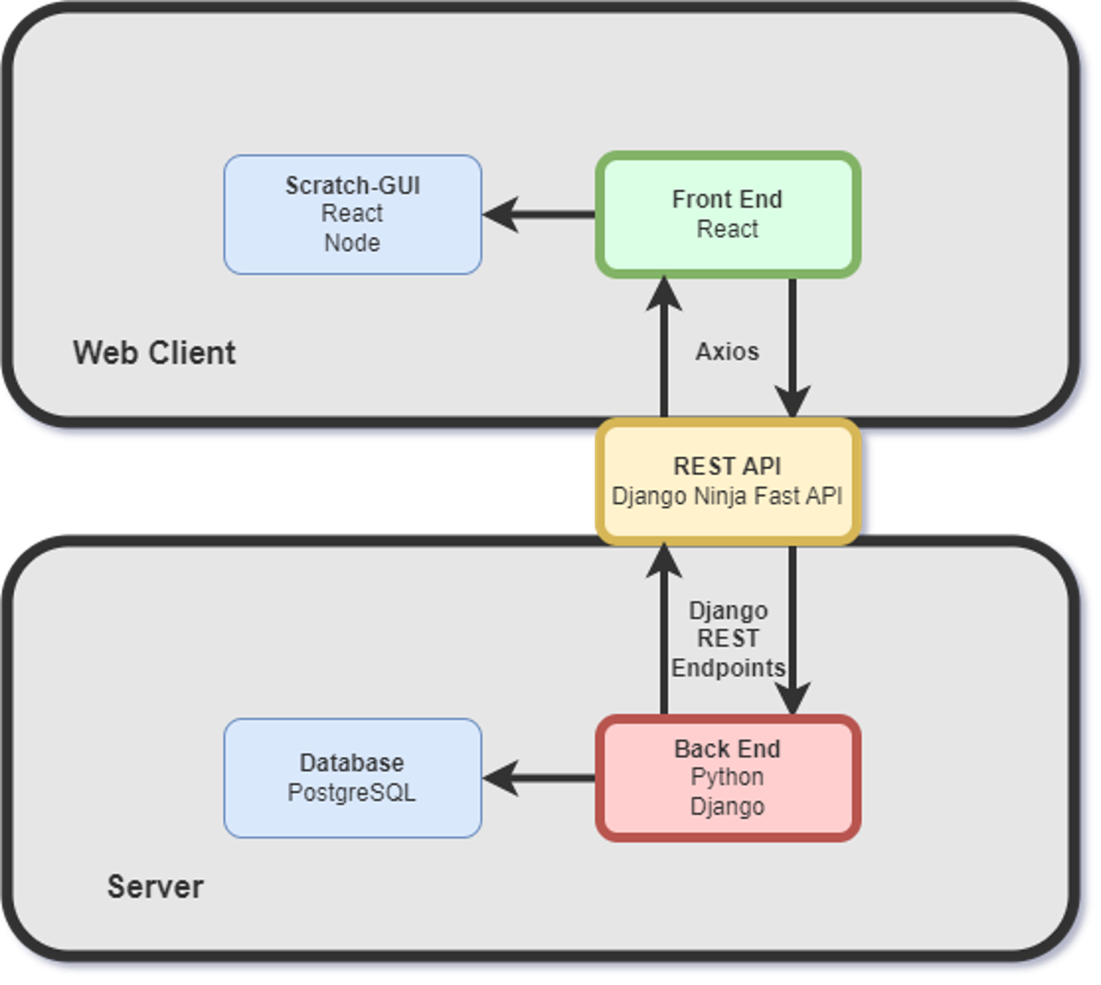 Scratch-GUI
React
Node
Front End
React
Web Client
Axios
REST API
Django Ninja Fast API
Django
REST
Endpoints
Database
PostgreSQL
Back End
Python
Django
Server